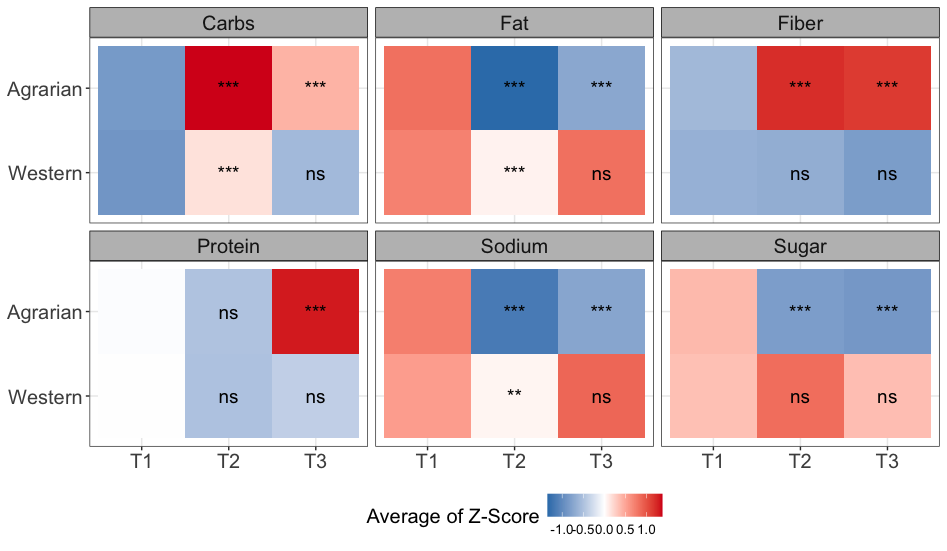 Carbs Fat Fiber
Agrarian *** *** *** *** *** ***
Western *** ns *** ns ns ns
Protein Sodium Sugar
Agrarian ns *** *** *** *** ***
Western ns ns ** ns ns ns
T1 T2 T3 T1 T2 T3 T1 T2 T3
Average of Z-Score
-1.0 -0.5 0.0 0.5 1.0